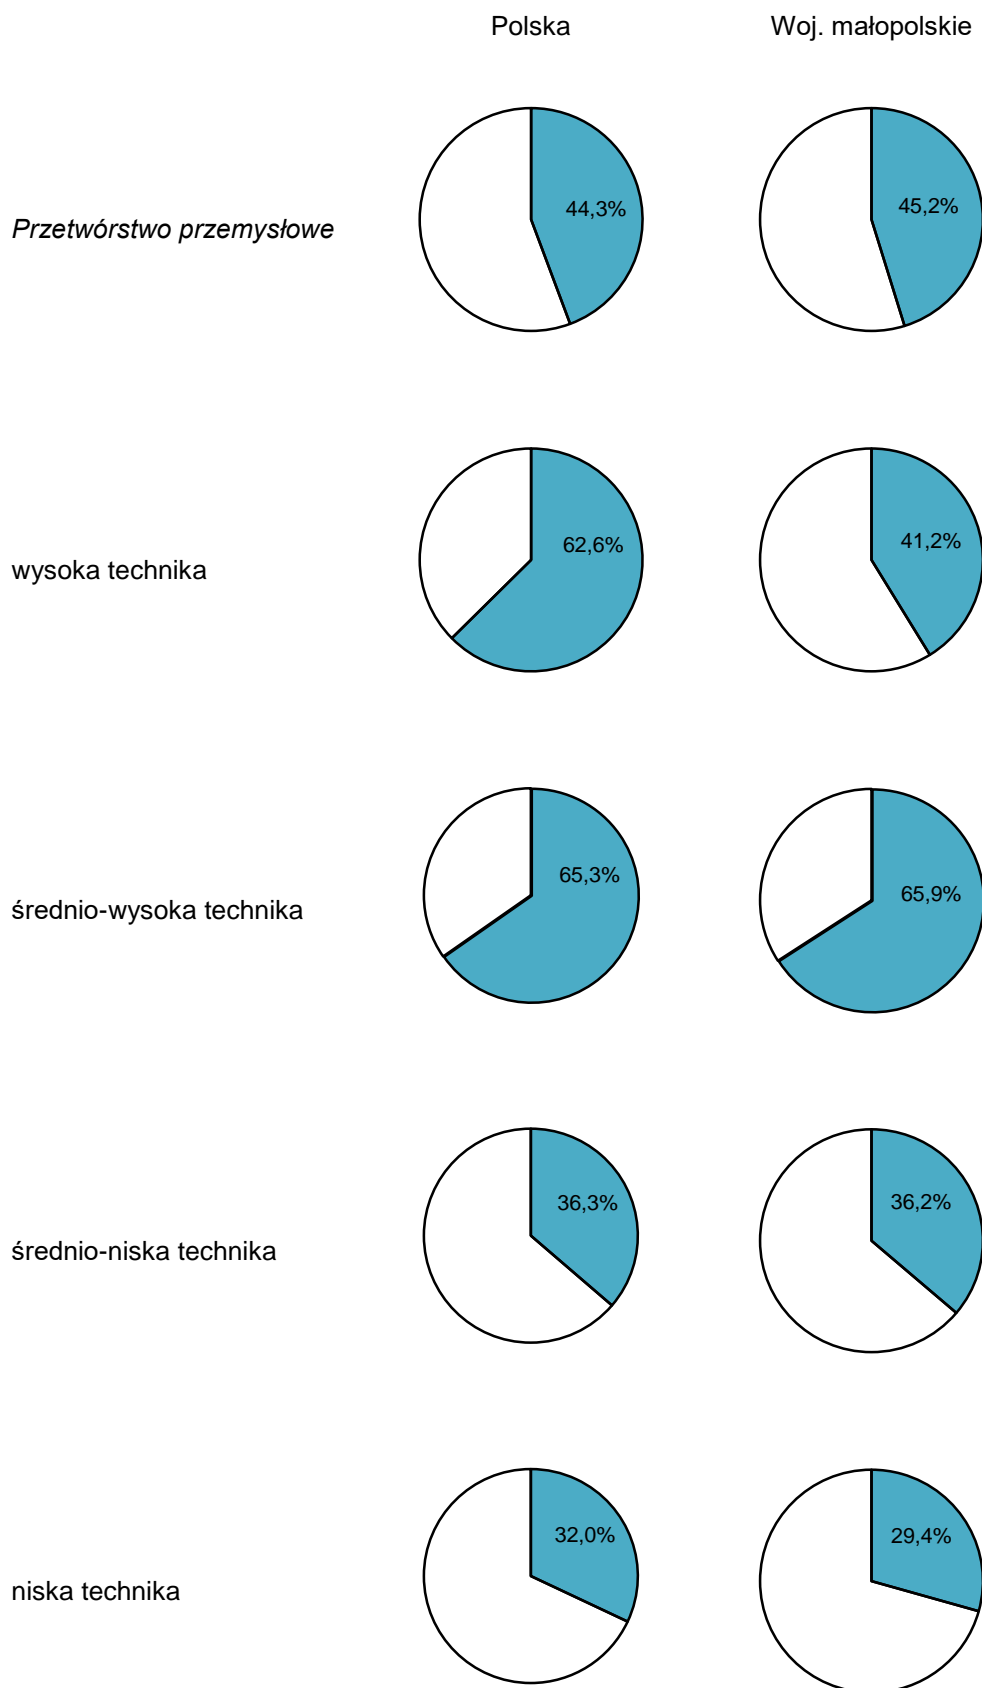 Polska Woj. małopolskie
Przetwórstwo przemysłowe 44,3% 45,2%
wysoka technika 62,6% 41,2%
średnio-wysoka technika 65,3% 65,9%
średnio-niska technika 36,3% 36,2%
niska technika 32,0% 29,4%